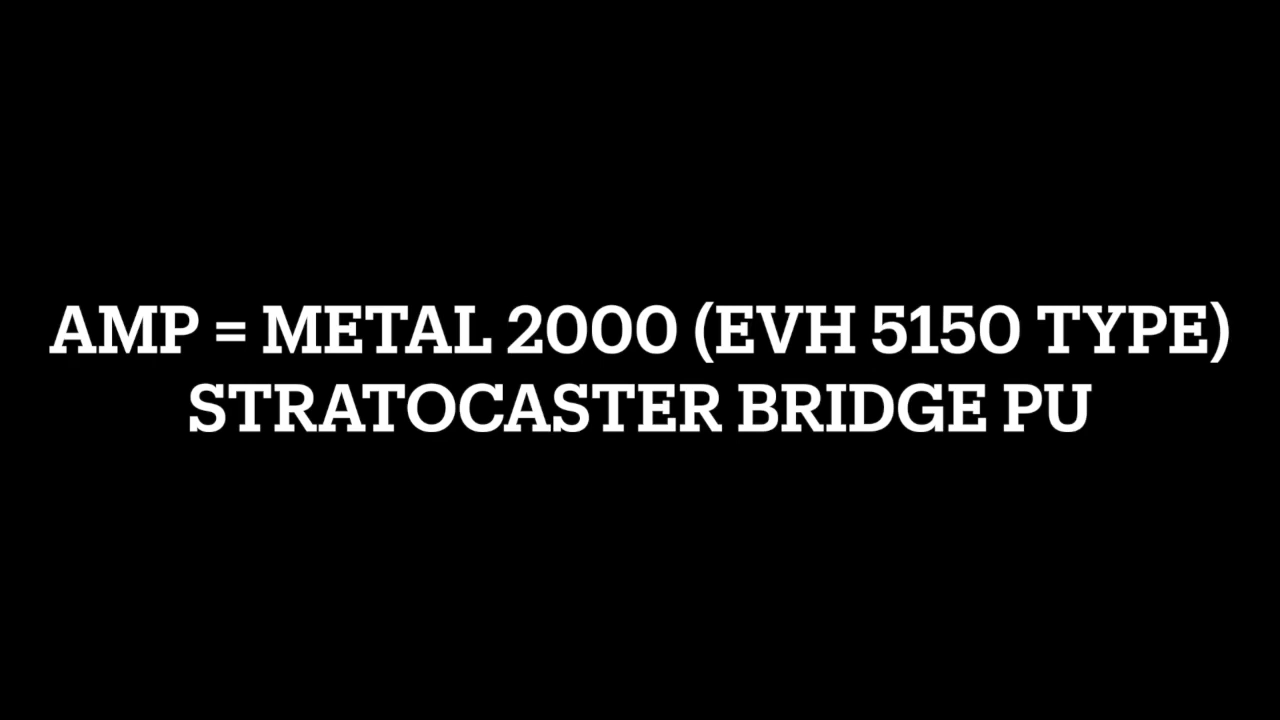 AMP = METAL 2000 (EVH 5150 TYPE)
STRATOCASTER BRIDGE PU